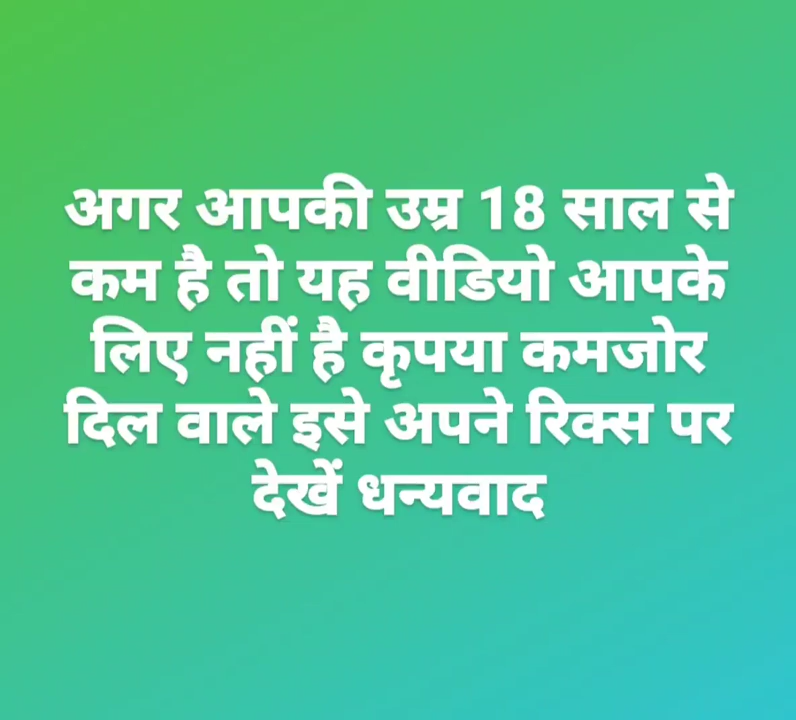 अगर आपकी उम्र 18 साल से
कम है तो यह वीडियो आपके
लिए नहीं है कृपया कमजोर
दिल वाले इसे अपने रिक्स पर
देखें धन्यवाद